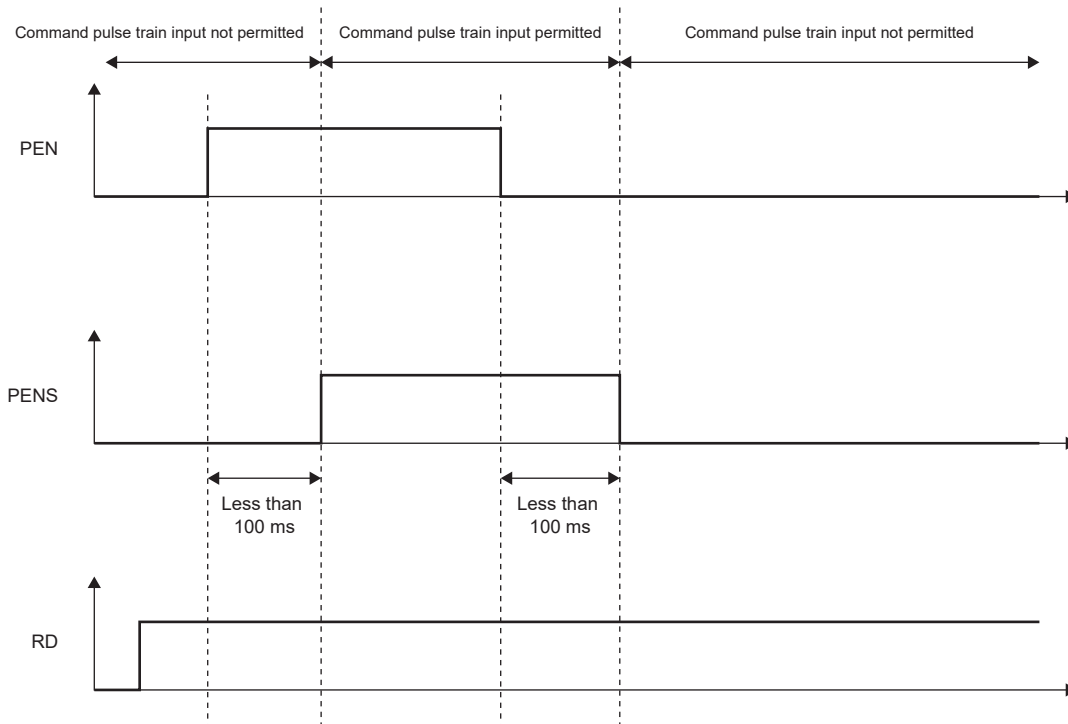 Command pulse train input not permitted
Command pulse train input permitted
Command pulse train input not permitted
PEN
PENS
Less than
100 ms
Less than
100 ms
RD